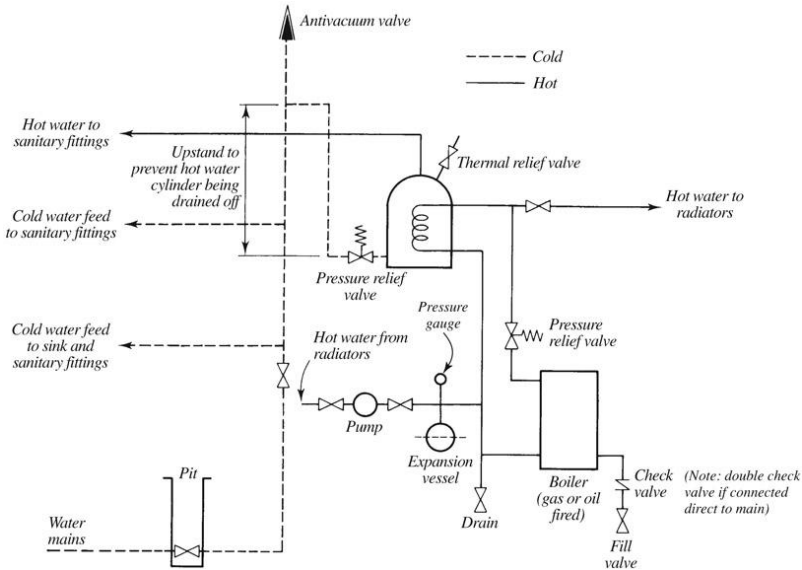 Antivacuum valve
Cold
Hot
Hot water to
sanitary fittings
Upstand to
prevent hot water
cylinder being
drained off
Thermal relief valve
Hot water to
radiators
Cold water feed
to sanitary fittings
Pressure relief
valve
Pressure
gauge
Cold water feed
to sink and
sanitary fittings
Hot water from
radiators
Pressure
relief valve
Pump
Expansion
vessel
Pit
Boiler
(gas or oil
fired)
Check
valve
(Note: double check
valve if connected
direct to main)
Water
mains
Drain
Fill
valve